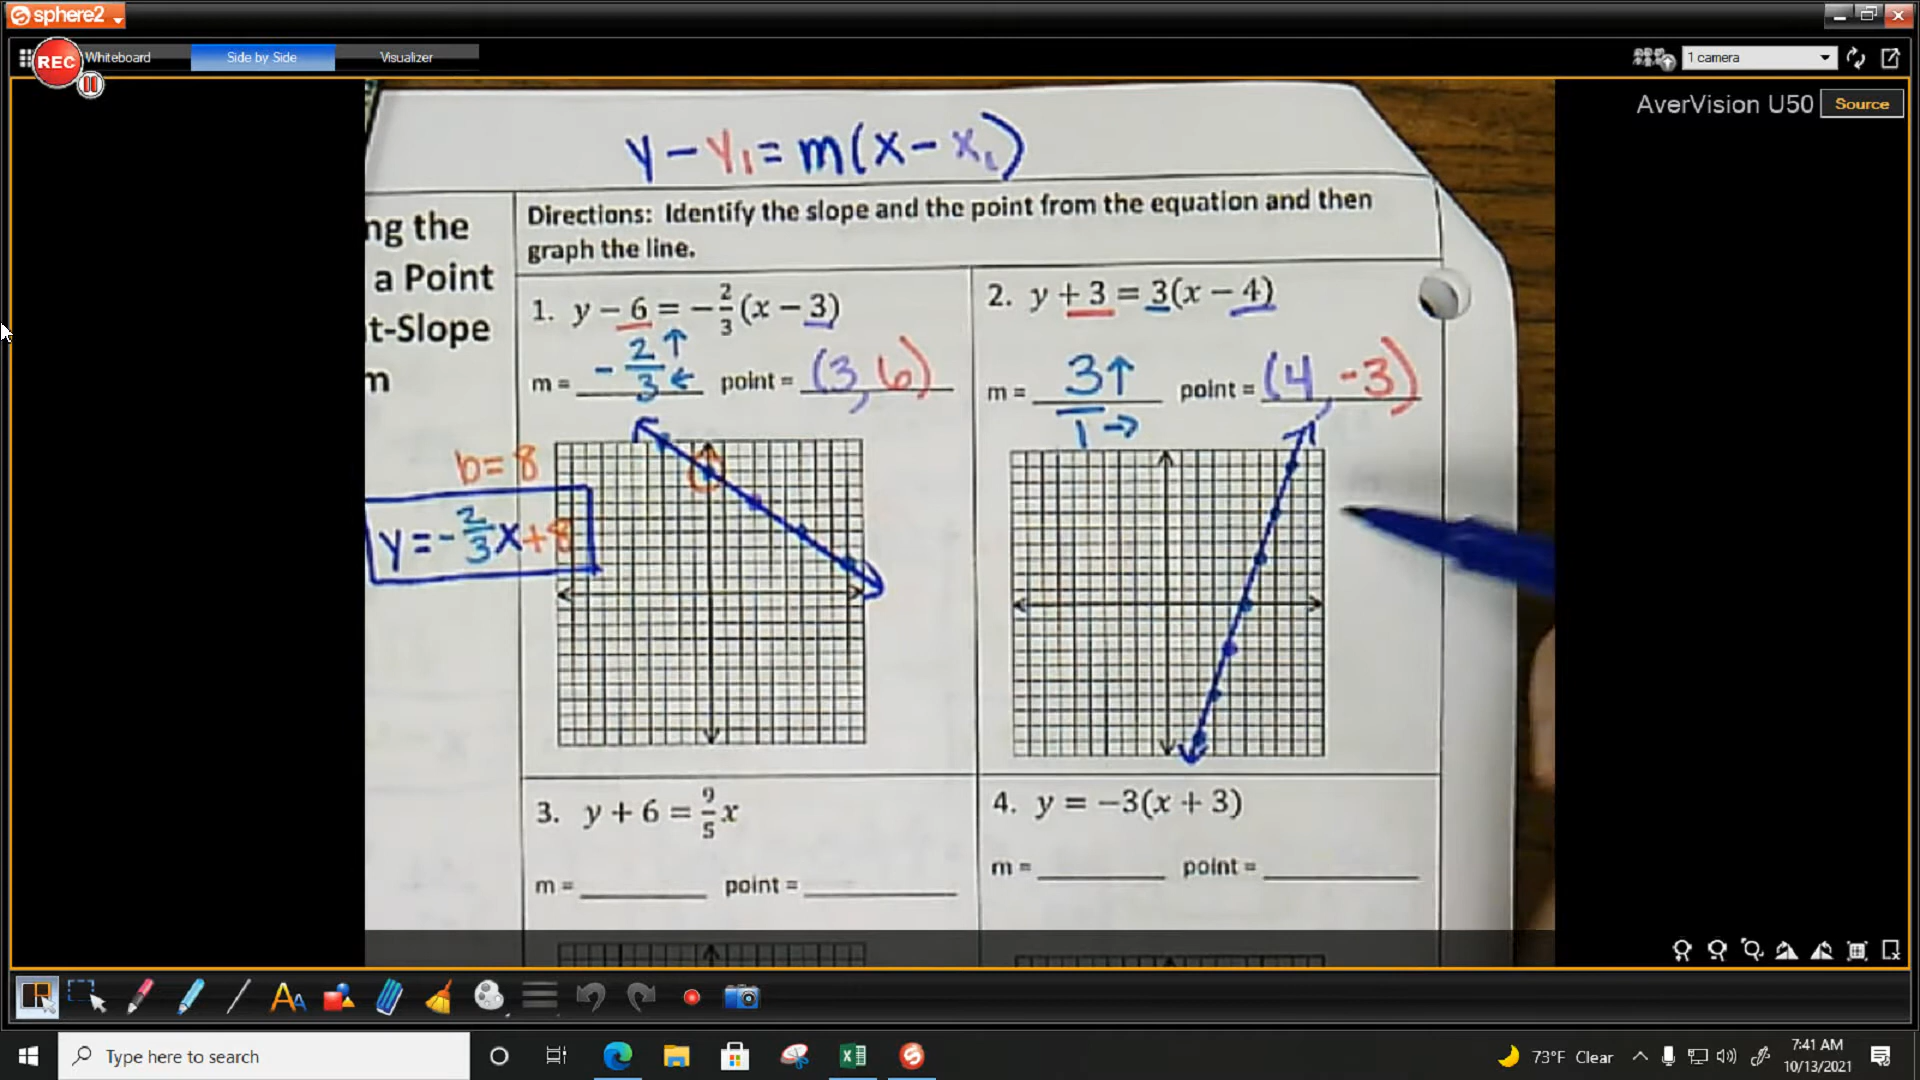 sphere2
REC
Whiteboard
Side by Side
Visualizer
1 camera
AverVision U50
Source
y - y₁ = m(x - x₁)
ng the
a Point
t-Slope
m
Directions: Identify the slope and the point from the equation and then
graph the line.
1. y − 6 = −2/3(x − 3)
m = -2/3 ↑ ← point = (3, 6)
b = 8
y = -2/3x + 8
2. y + 3 = 3(x − 4)
m = 3↑/1→ point = (4, -3)
3. y + 6 = 9/5x
m = ________ point = ________
4. y = −3(x + 3)
m = ________ point = ________
Type here to search
73°F Clear
7:41 AM
10/13/2021